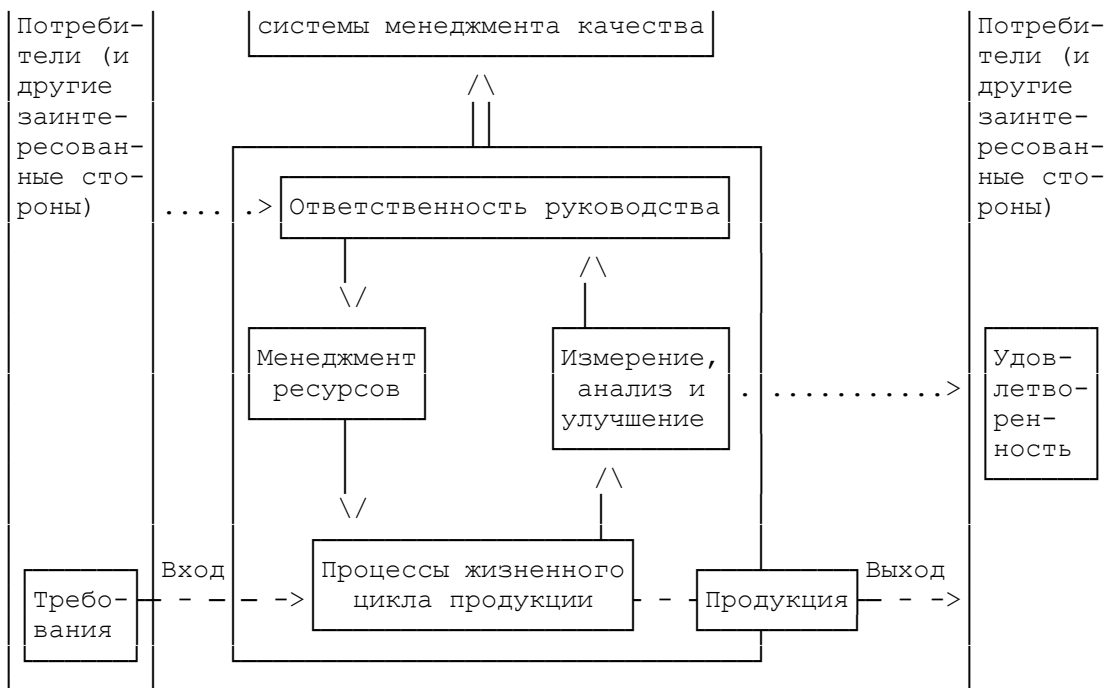 Потреби-
тели (и
другие
заинте-
ресован-
ные сто-
роны)
системы менеджмента качества
Потреби-
тели (и
другие
заинте-
ресован-
ные сто-
роны)
Ответственность руководства
Менеджмент
ресурсов
Измерение,
анализ и
улучшение
Удов-
летво-
рен-
ность
Вход
Требо-
вания
Процессы жизненного
цикла продукции
Продукция
Выход